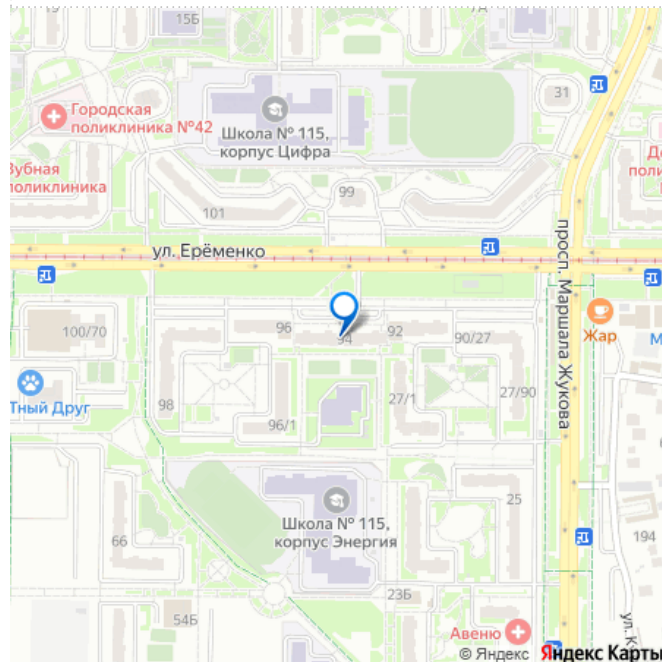 15Б
Городская
поликлиника №42
Школа № 115,
корпус Цифра
31
Зубная
поликлиника
99
101
ул. Ерёменко
просп. Маршала Жукова
100/70
96
94
92
90/27
Жар
27/90
27/1
98
96/1
тный Друг
Школа № 115,
корпус Энергия
25
66
194
23Б
54Б
Авеню
© Яндекс Яндекс Карты